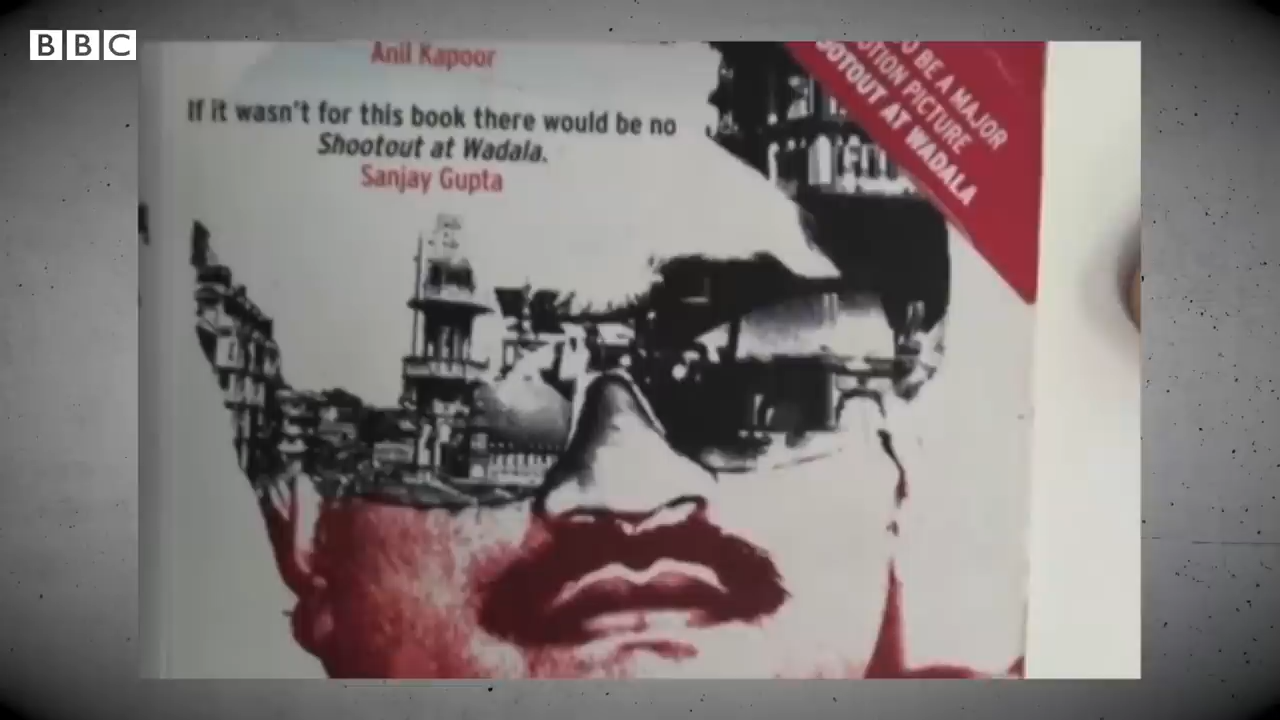 BBC
Anil Kapoor
If it wasn't for this book there would be no
Shootout at Wadala.
Sanjay Gupta
O BE A MAJOR
OTION PICTURE
OOTOUT AT WADALA